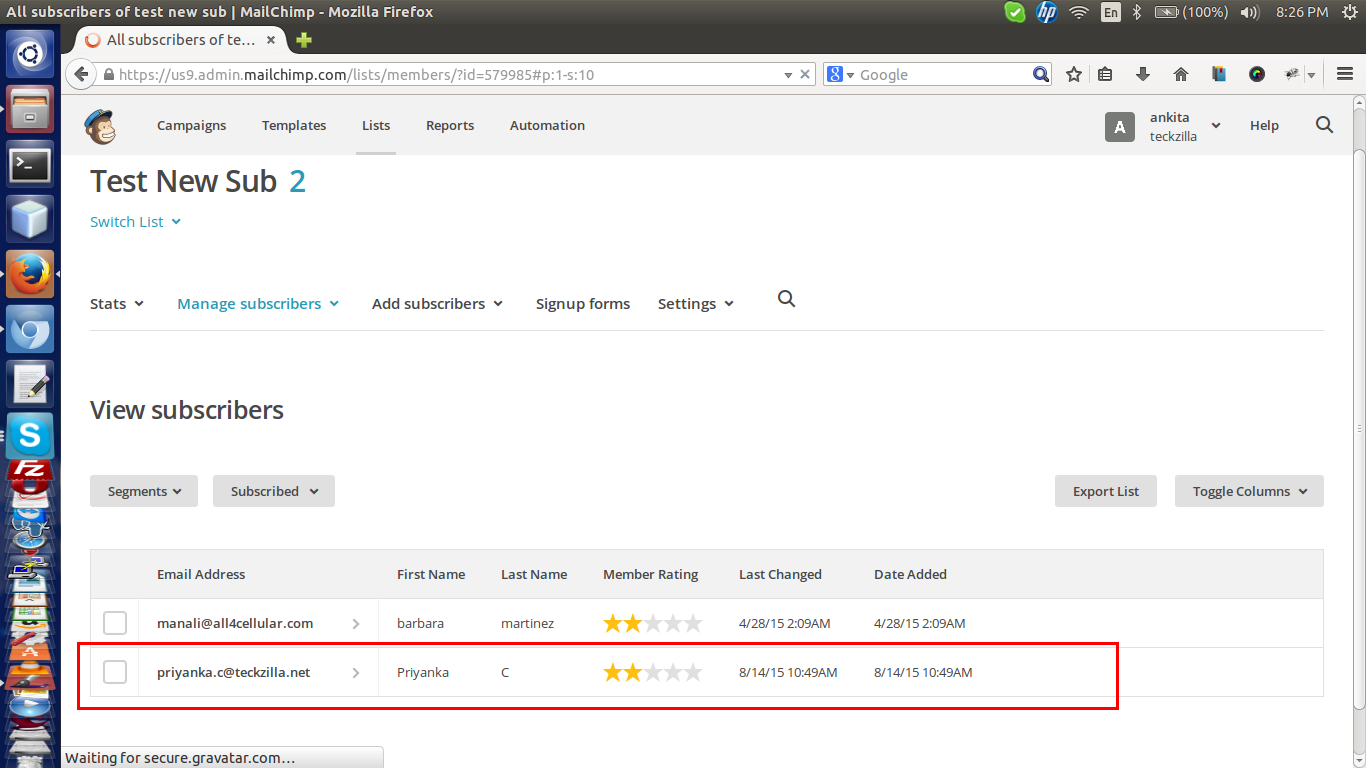 All subscribers of test new sub | MailChimp - Mozilla Firefox
En (100%) 8:26 PM
All subscribers of te...
https://us9.admin.mailchimp.com/lists/members/?id=579985#p:1-s:10
Google
Campaigns Templates Lists Reports Automation
A ankita
teckzilla
Help
Test New Sub 2
Switch List
Stats Manage subscribers Add subscribers Signup forms Settings
View subscribers
Segments Subscribed Export List Toggle Columns
Email Address First Name Last Name Member Rating Last Changed Date Added
manali@all4cellular.com barbara martinez 4/28/15 2:09AM 4/28/15 2:09AM
priyanka.c@teckzilla.net Priyanka C 8/14/15 10:49AM 8/14/15 10:49AM
Waiting for secure.gravatar.com...